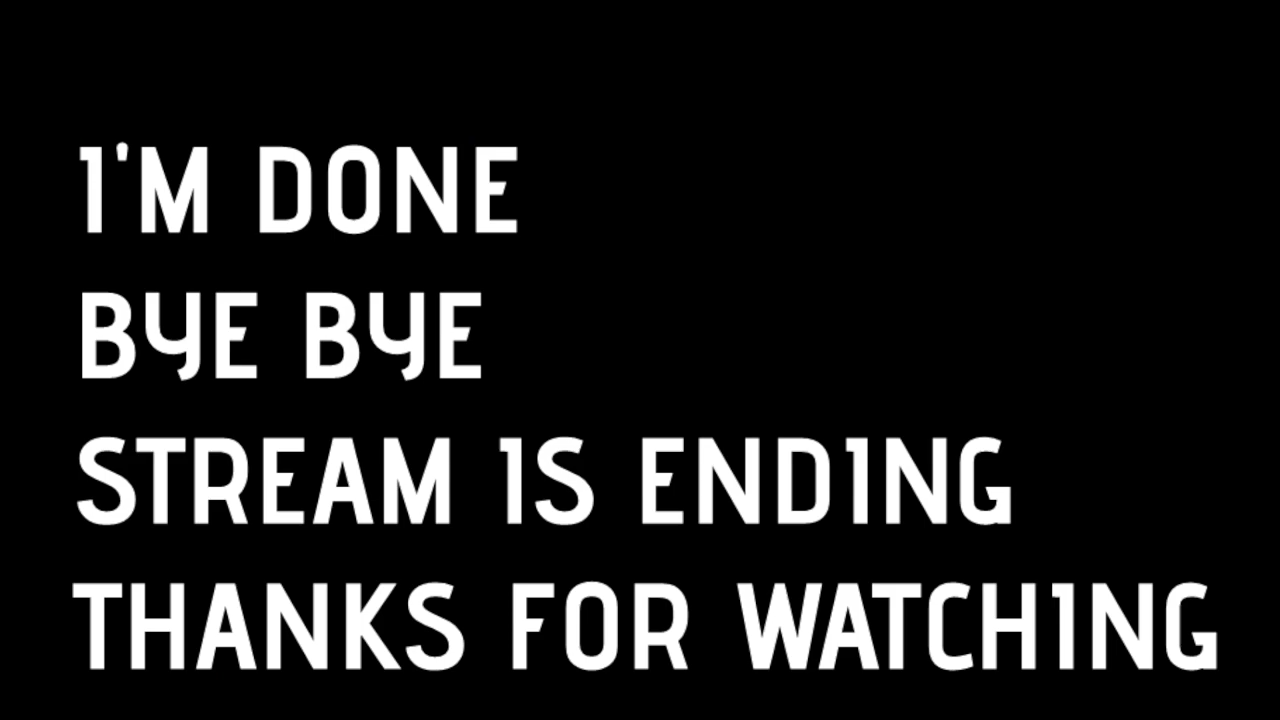 I'M DONE
BYE BYE
STREAM IS ENDING
THANKS FOR WATCHING